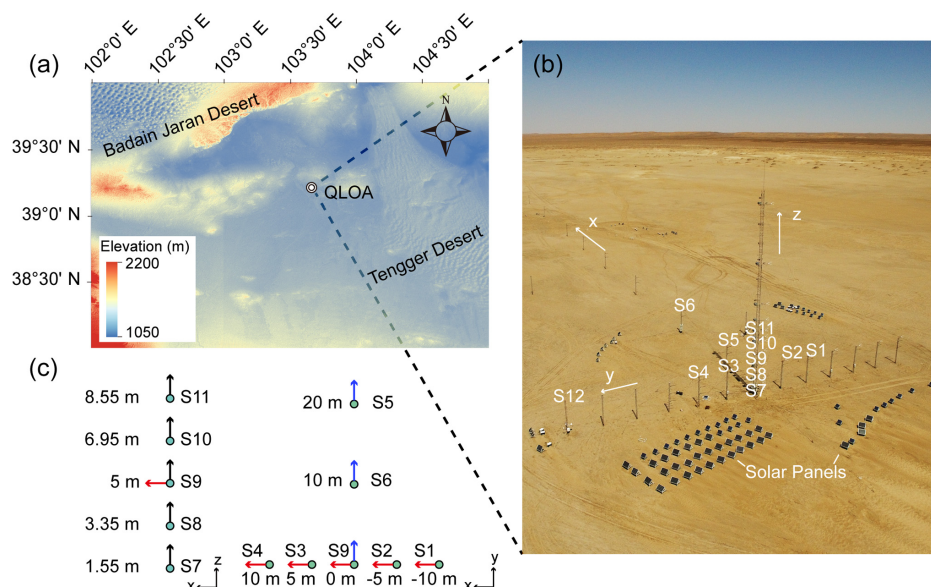 (a)
102°0' E
102°30' E
103°0' E
103°30' E
104°0' E
104°30' E
39°30' N
39°0' N
38°30' N
Badain Jaran Desert
N
QLOA
Tengger Desert
Elevation (m)
2200
1050
(b)
x
z
y
S6
S11
S10
S5
S9
S2
S1
S3
S8
S4
S7
S12
Solar Panels
(c)
8.55 m
S11
6.95 m
S10
5 m
S9
3.35 m
S8
1.55 m
S7
z
x
20 m
S5
10 m
S6
S4
S3
S9
S2
S1
10 m
5 m
0 m
-5 m
-10 m
y
x